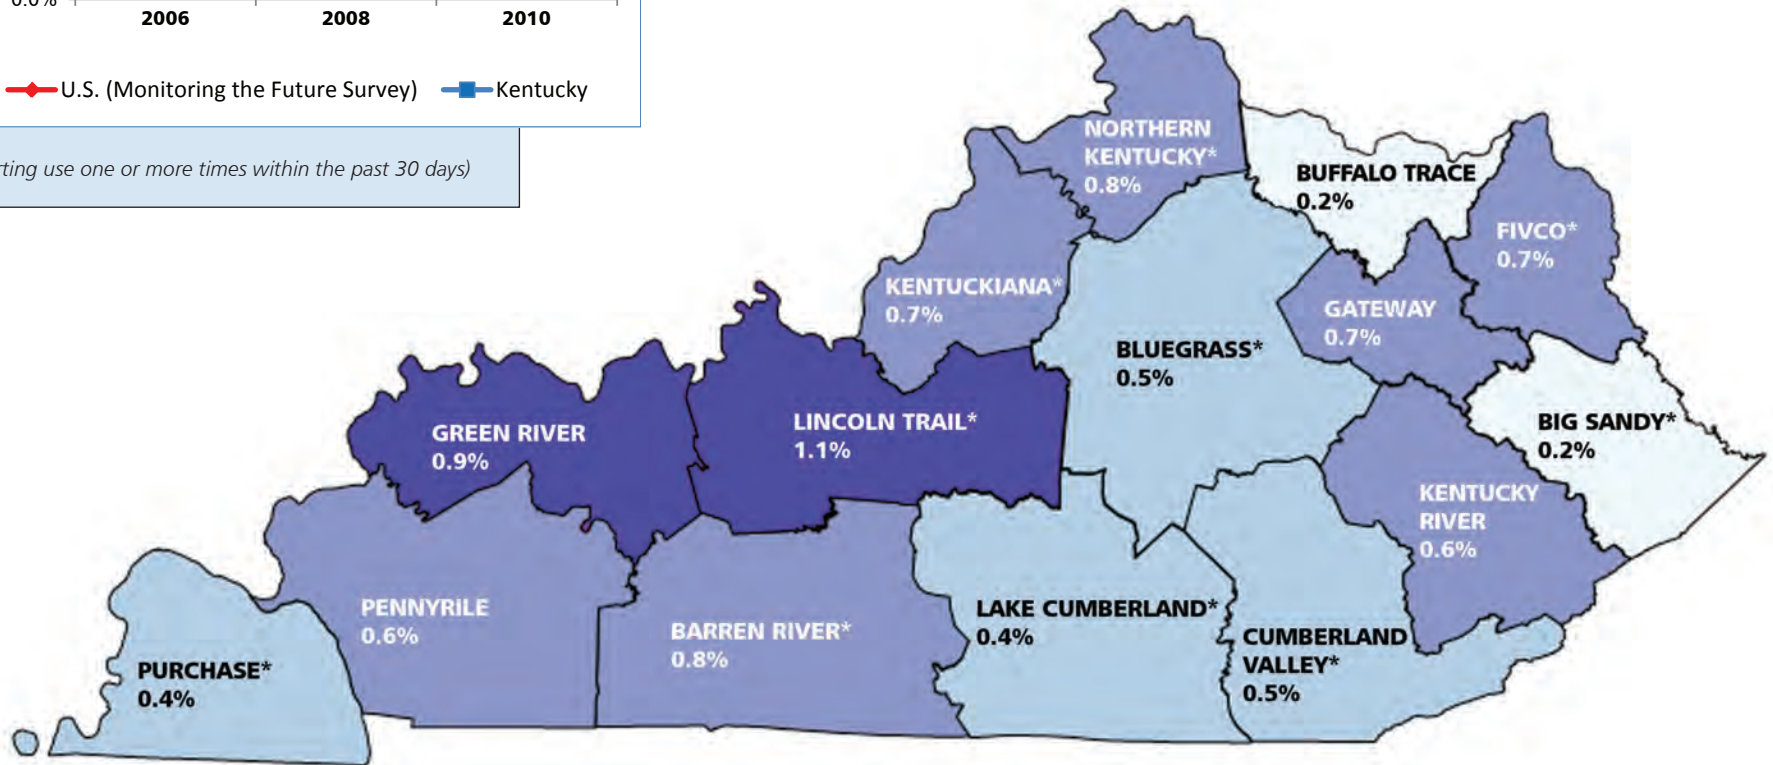 0.0%
2006 2008 2010
U.S. (Monitoring the Future Survey) Kentucky
rting use one or more times within the past 30 days)
NORTHERN
KENTUCKY*
0.8%
BUFFALO TRACE
0.2%
FIVCO*
0.7%
KENTUCKIANA*
0.7%
GATEWAY
0.7%
BLUEGRASS*
0.5%
GREEN RIVER
0.9%
LINCOLN TRAIL*
1.1%
BIG SANDY*
0.2%
KENTUCKY
RIVER
0.6%
PENNYRILE
0.6%
BARREN RIVER*
0.8%
LAKE CUMBERLAND*
0.4%
CUMBERLAND
VALLEY*
0.5%
PURCHASE*
0.4%